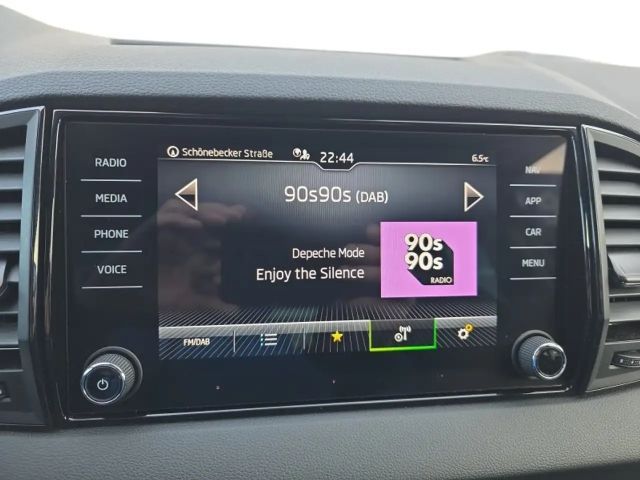 Schönebecker Straße
22:44
6.5°C
RADIO
MEDIA
PHONE
VOICE
90s90s (DAB)
Depeche Mode
Enjoy the Silence
90s
90s
RADIO
NAV
APP
CAR
MENU
FM/DAB